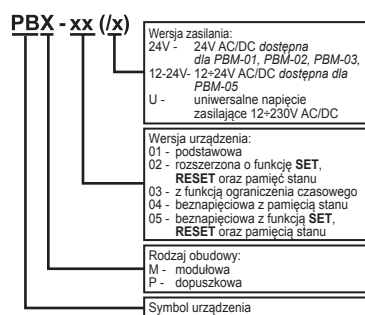 PBX - xx (/x)
Wersja zasilania:
24V - 24V AC/DC dostępna
dla PBM-01, PBM-02, PBM-03,
12-24V- 12÷24V AC/DC dostępna dla
PBM-05
U - uniwersalne napięcie
zasilające 12÷230V AC/DC
Wersja urządzenia:
01 - podstawowa
02 - rozszerzona o funkcję SET,
RESET oraz pamięć stanu
03 - z funkcją ograniczenia czasowego
04 - beznapięciowa z pamięcią stanu
05 - beznapięciowa z funkcją SET,
RESET oraz pamięcią stanu
Rodzaj obudowy:
M - modułowa
P - dopuszkowa
Symbol urządzenia